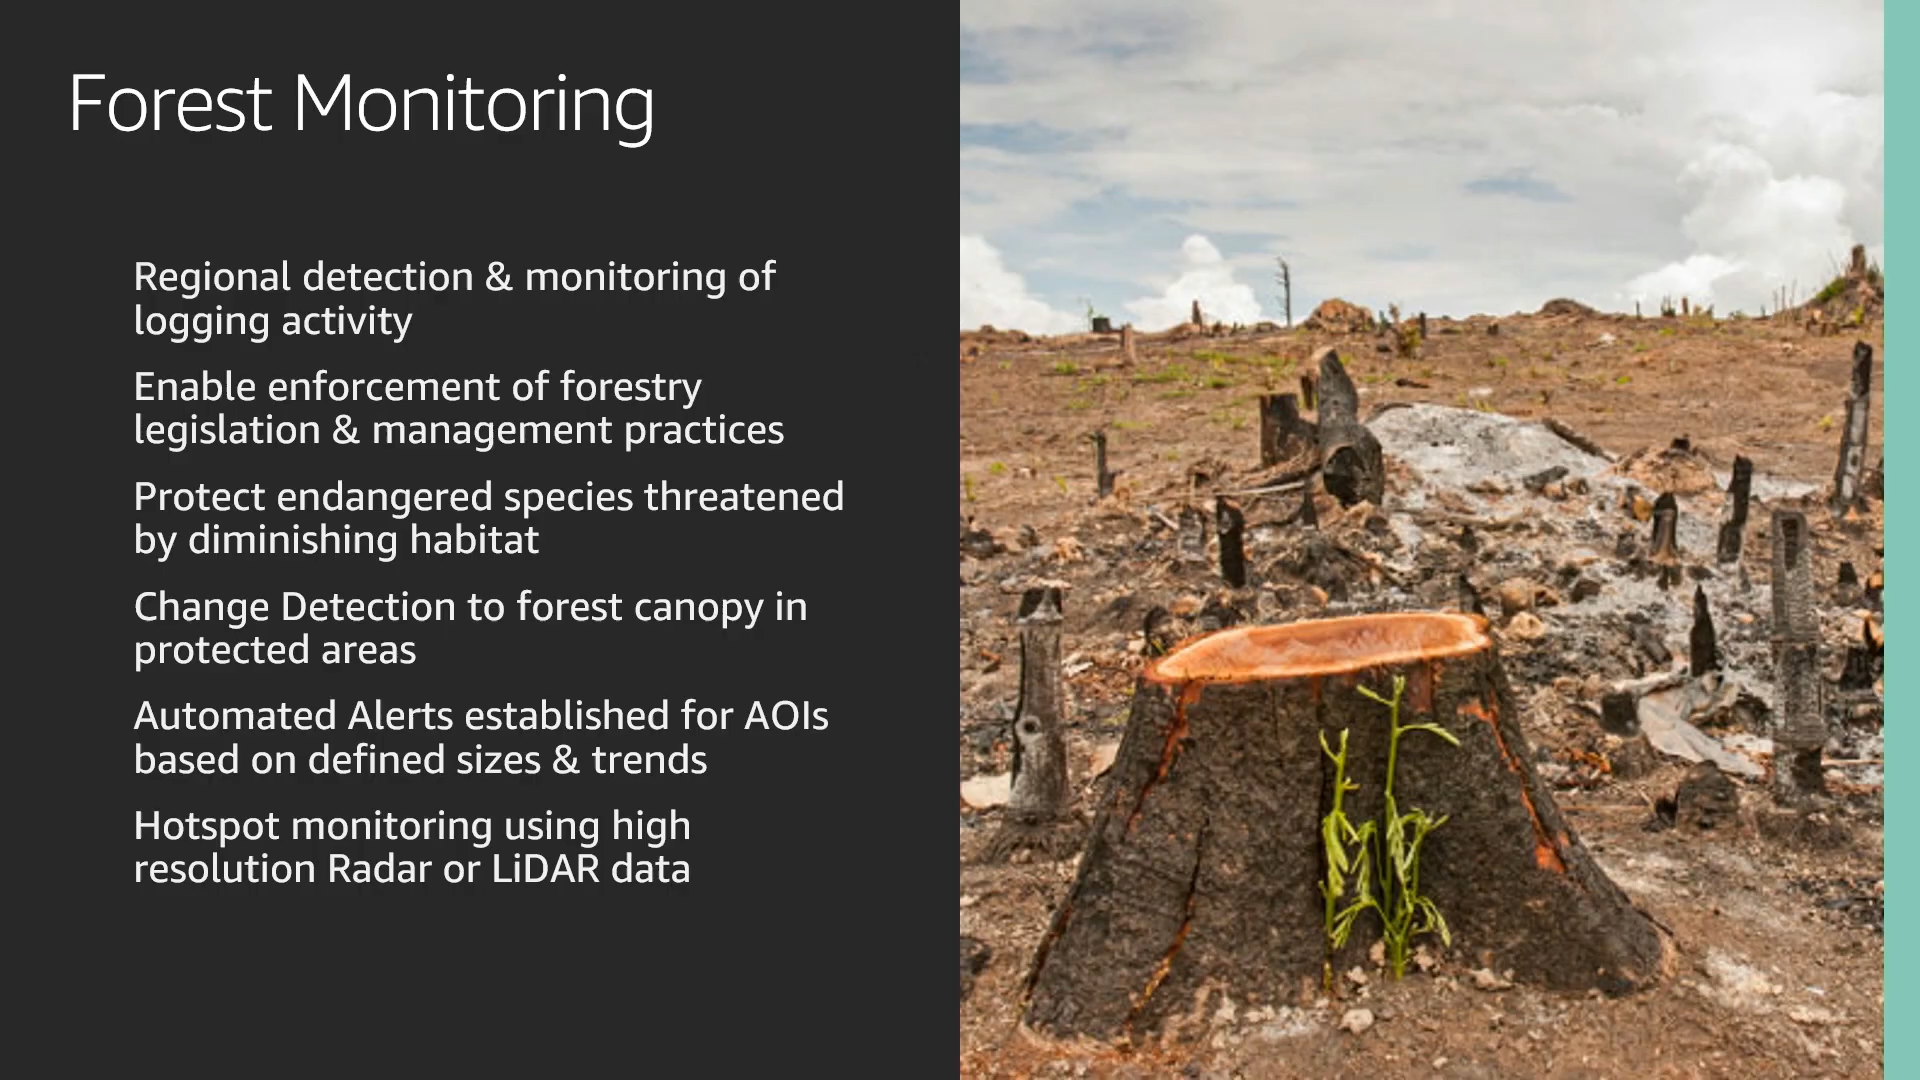 Forest Monitoring
Regional detection & monitoring of
logging activity
Enable enforcement of forestry
legislation & management practices
Protect endangered species threatened
by diminishing habitat
Change Detection to forest canopy in
protected areas
Automated Alerts established for AOIs
based on defined sizes & trends
Hotspot monitoring using high
resolution Radar or LiDAR data